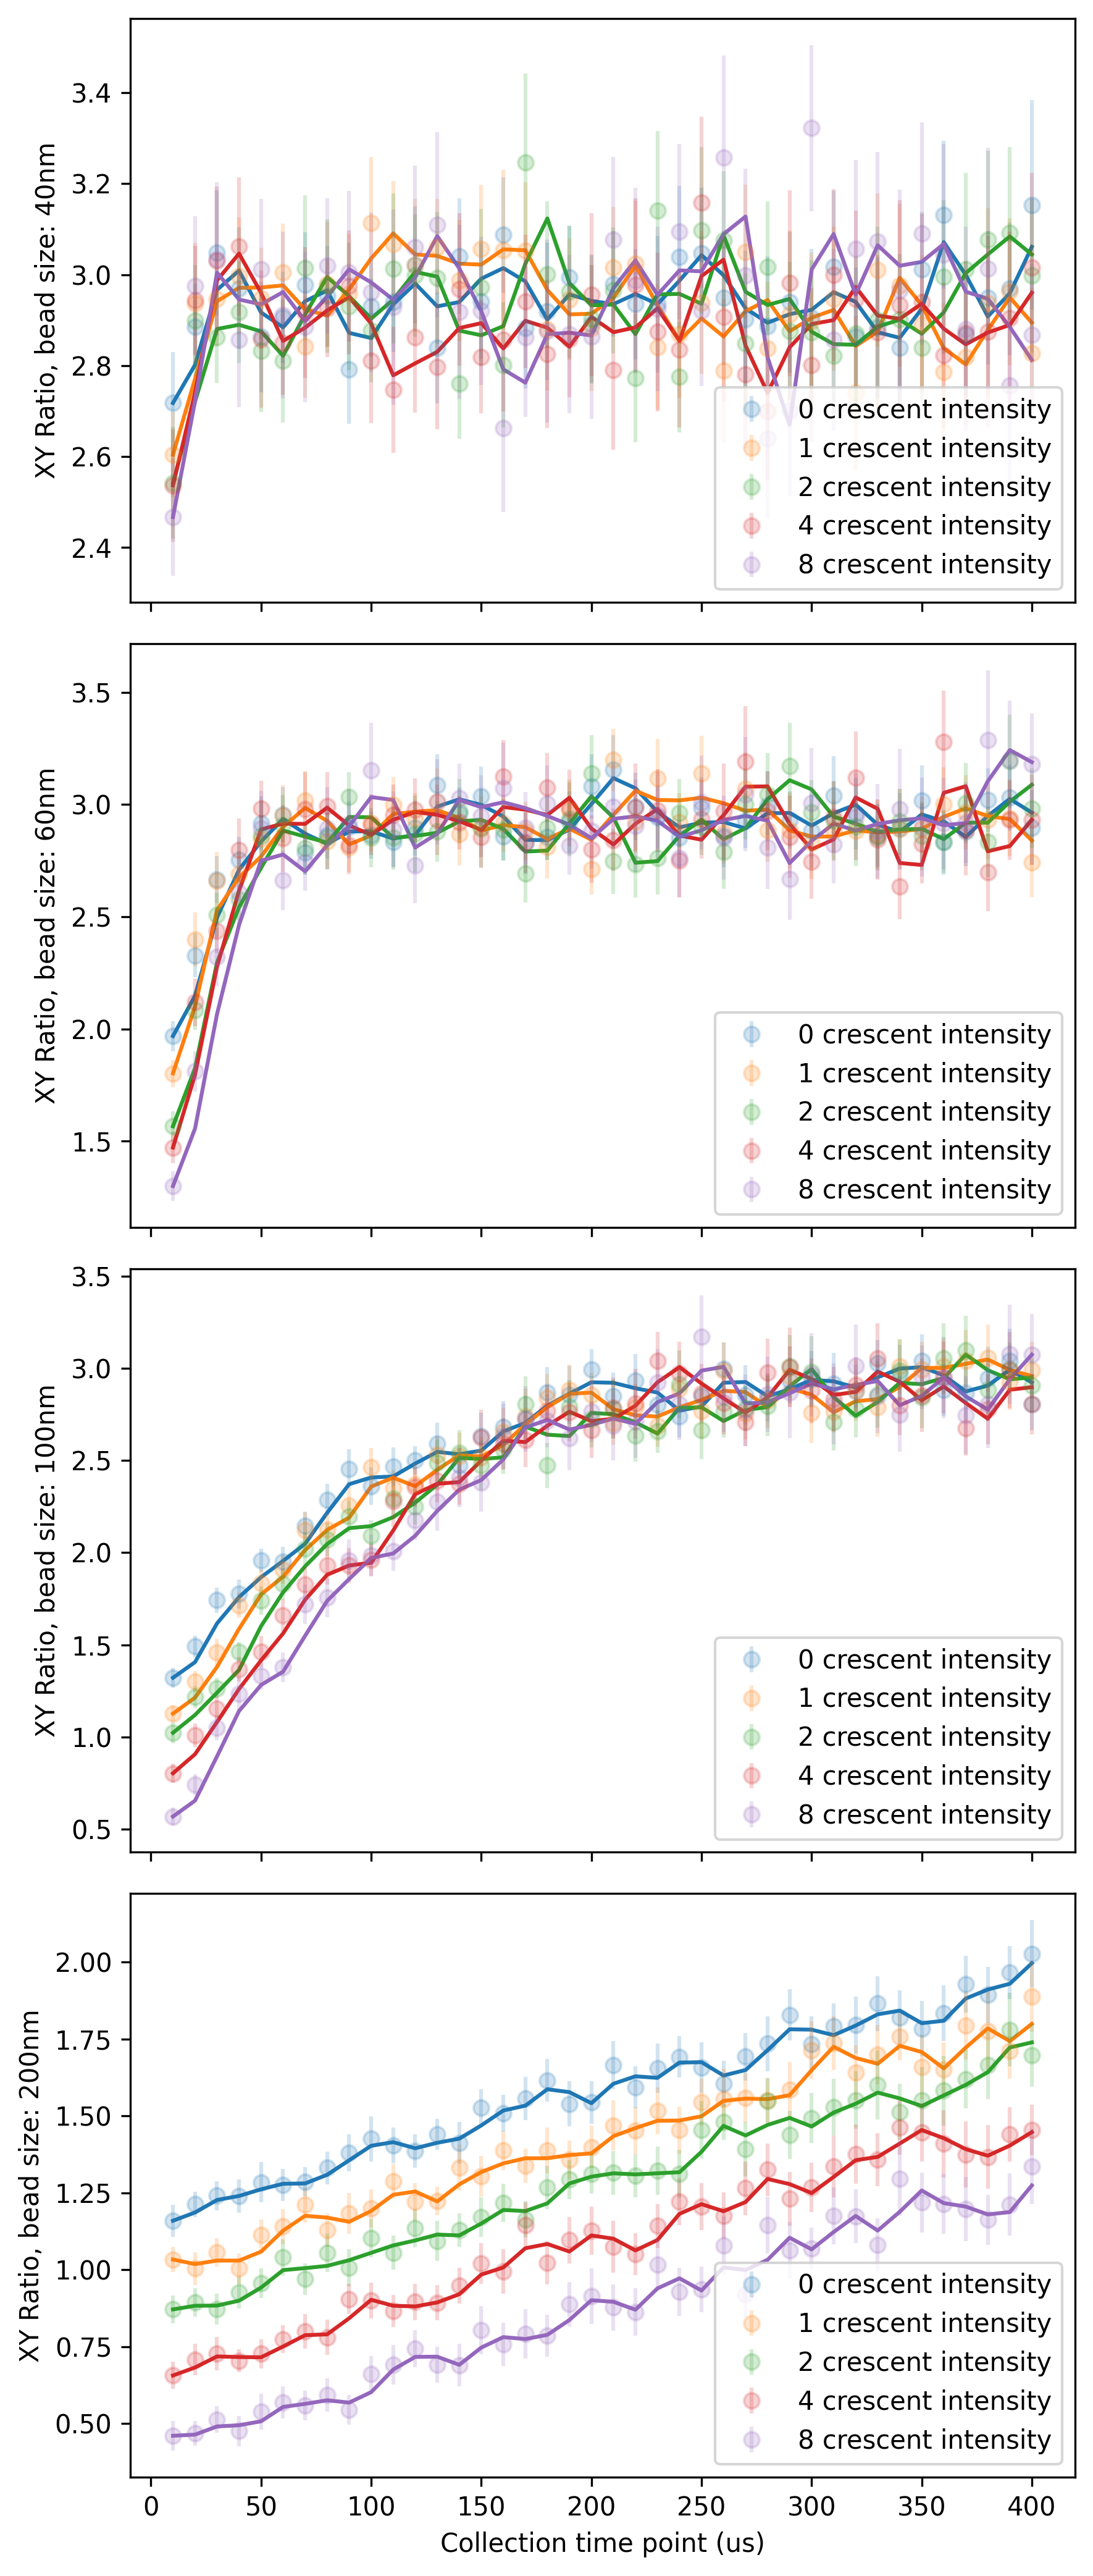 XY Ratio, bead size: 40nm
3.4
3.2
3.0
2.8
2.6
2.4
0 crescent intensity
1 crescent intensity
2 crescent intensity
4 crescent intensity
8 crescent intensity
XY Ratio, bead size: 60nm
3.5
3.0
2.5
2.0
1.5
0 crescent intensity
1 crescent intensity
2 crescent intensity
4 crescent intensity
8 crescent intensity
XY Ratio, bead size: 100nm
3.5
3.0
2.5
2.0
1.5
1.0
0.5
0 crescent intensity
1 crescent intensity
2 crescent intensity
4 crescent intensity
8 crescent intensity
XY Ratio, bead size: 200nm
2.00
1.75
1.50
1.25
1.00
0.75
0.50
0 crescent intensity
1 crescent intensity
2 crescent intensity
4 crescent intensity
8 crescent intensity
0 50 100 150 200 250 300 350 400
Collection time point (us)